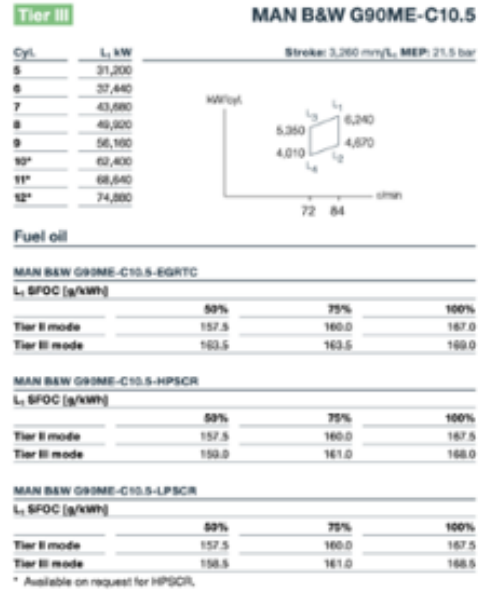 Tier III MAN B&W G90ME-C10.5
Cyl. L₁ kW Stroke: 3,260 mm/L₁ MEP: 21.5 bar
5 31,200
6 37,440
7 43,680
8 49,920
9 56,160
10* 62,400
11* 68,640
12* 74,880
kW/cyl.
L₃ L₁
5,350 6,240
4,010 4,670
L₄ L₂
r/min
72 84
Fuel oil
MAN B&W G90ME-C10.5-EGRTC
L₁ SFOC [g/kWh]
50% 75% 100%
Tier II mode 157.5 160.0 167.0
Tier III mode 163.5 163.5 169.0
MAN B&W G90ME-C10.5-HPSCR
L₁ SFOC [g/kWh]
50% 75% 100%
Tier II mode 157.5 160.0 167.5
Tier III mode 159.0 161.0 168.0
MAN B&W G90ME-C10.5-LPSCR
L₁ SFOC [g/kWh]
50% 75% 100%
Tier II mode 157.5 160.0 167.5
Tier III mode 158.5 161.0 168.5
* Available on request for HPSCR.